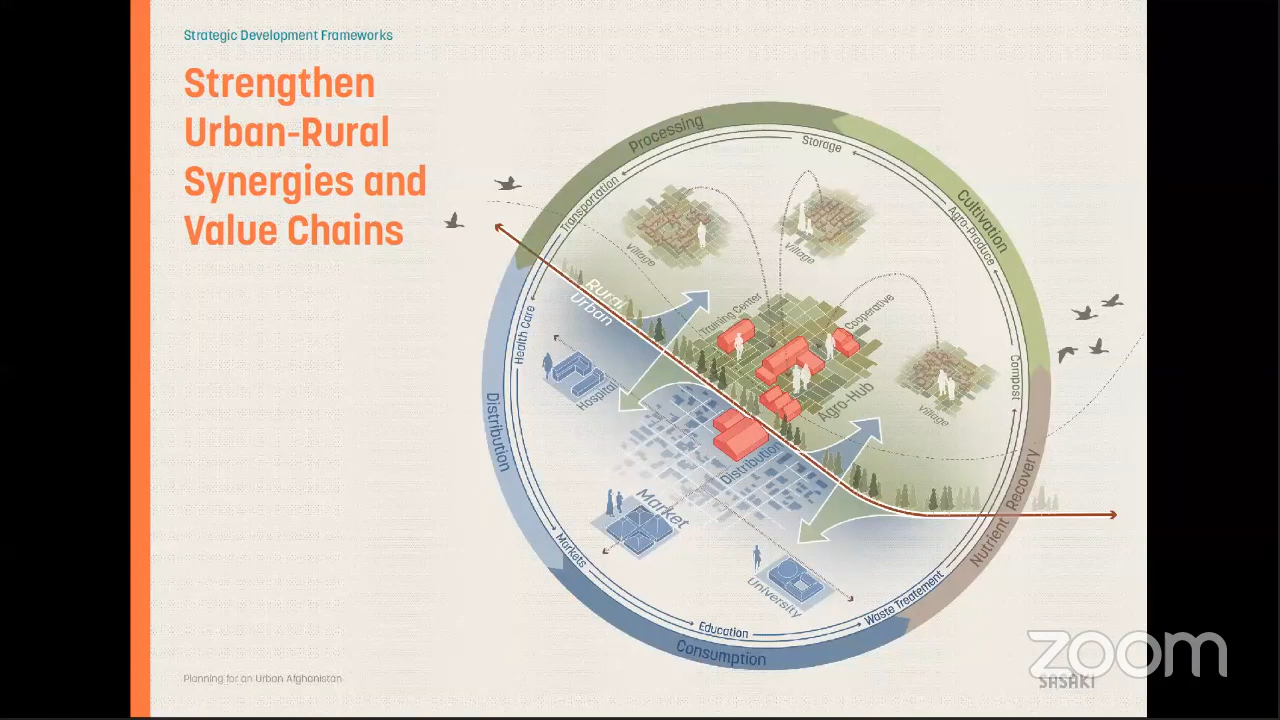 Strategic Development Frameworks
Strengthen
Urban-Rural
Synergies and
Value Chains
Processing
Storage
Cultivation
Transportation
Agro-Produce
Village
Village
Rural
Urban
Training Center
Cooperative
Health Care
Compost
Hospital
Agro-Hub
Village
Distribution
Distribution
Market
Nutrient Recovery
Markets
University
Waste Treatement
Education
Consumption
Planning for an Urban Afghanistan
zoom
SASAKI